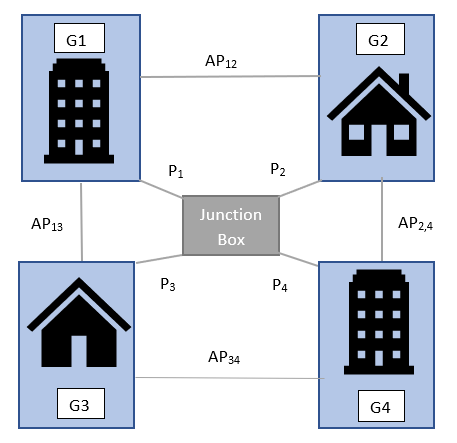 G1
G2
AP12
P1
P2
Junction
Box
AP13
AP2,4
P3
P4
AP34
G3
G4